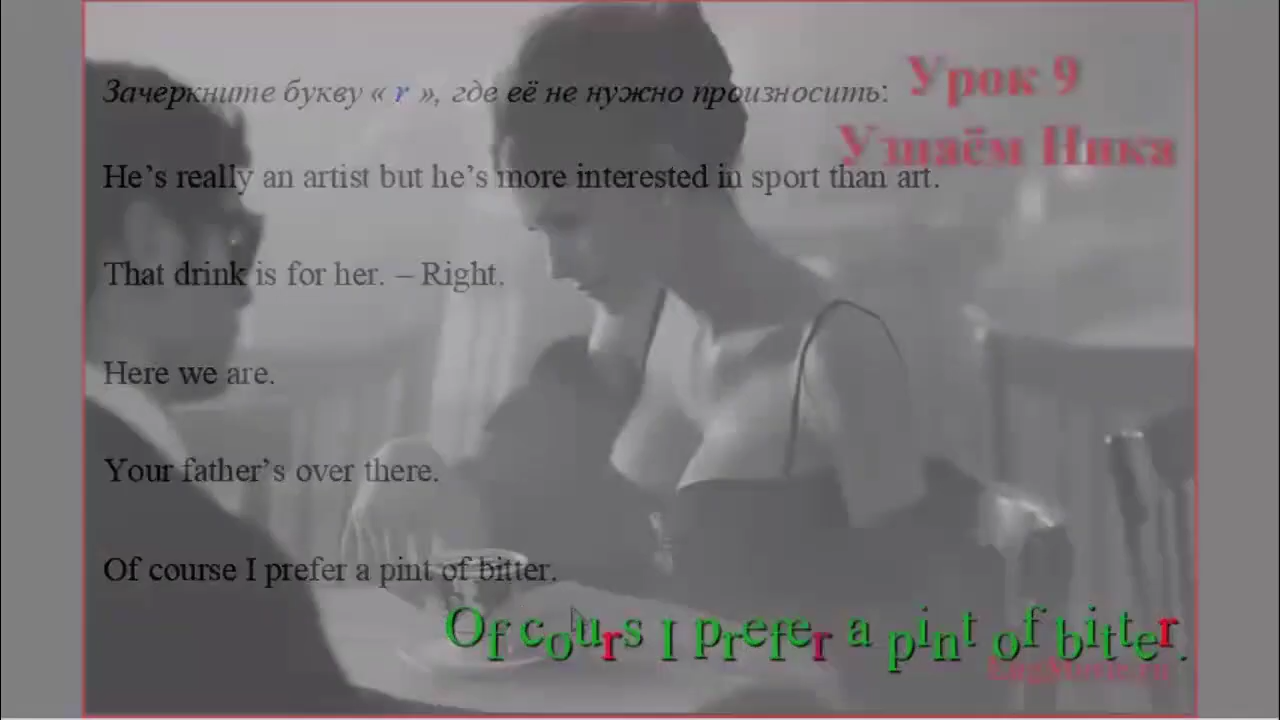 Урок 9
Узнаём Ника
Зачеркните букву « r », где её не нужно произносить:
He’s really an artist but he’s more interested in sport than art.
That drink is for her. – Right.
Here we are.
Your father’s over there.
Of course I prefer a pint of bitter.
Of cours I prefer a pint of bitter.